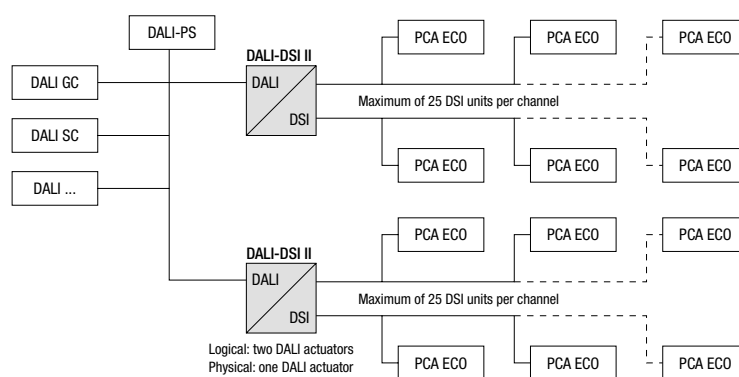 DALI-PS
PCA ECO
PCA ECO
PCA ECO
DALI-DSI II
DALI GC
DALI
Maximum of 25 DSI units per channel
DSI
DALI SC
PCA ECO
PCA ECO
PCA ECO
DALI ...
PCA ECO
PCA ECO
PCA ECO
DALI-DSI II
DALI
Maximum of 25 DSI units per channel
DSI
Logical: two DALI actuators
Physical: one DALI actuator
PCA ECO
PCA ECO
PCA ECO